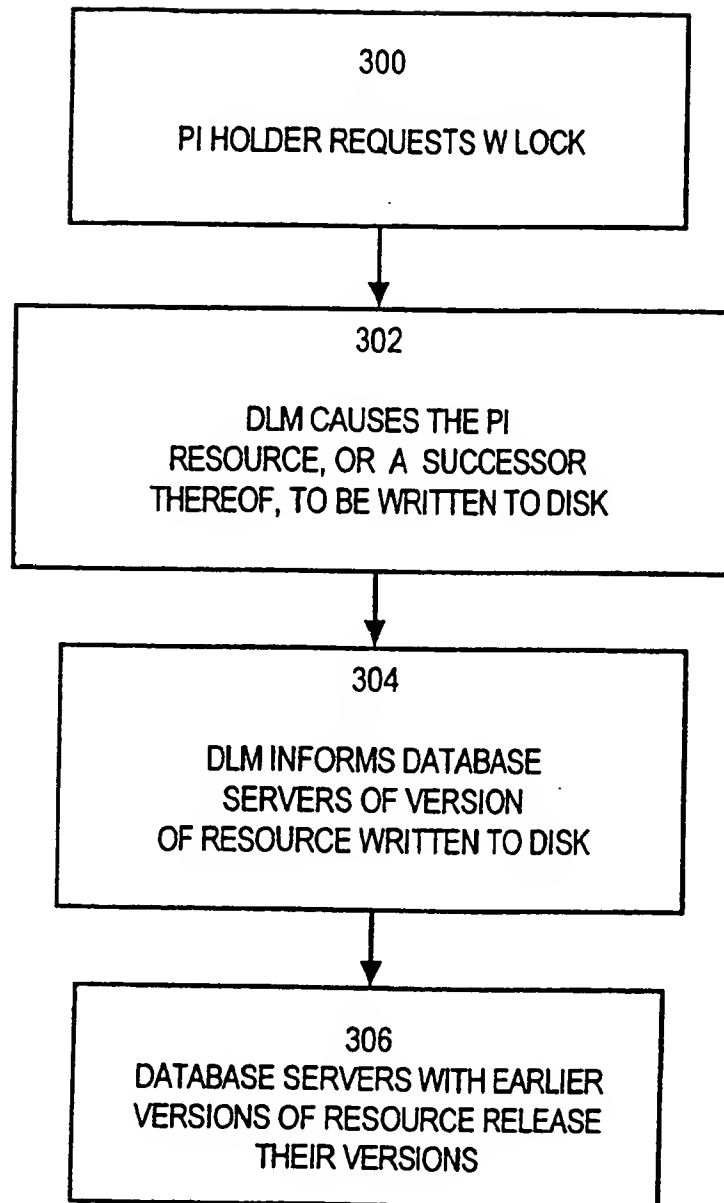 300
PI HOLDER REQUESTS W LOCK
302
DLM CAUSES THE PI
RESOURCE, OR A SUCCESSOR
THEREOF, TO BE WRITTEN TO DISK
304
DLM INFORMS DATABASE
SERVERS OF VERSION
OF RESOURCE WRITTEN TO DISK
306
DATABASE SERVERS WITH EARLIER
VERSIONS OF RESOURCE RELEASE
THEIR VERSIONS